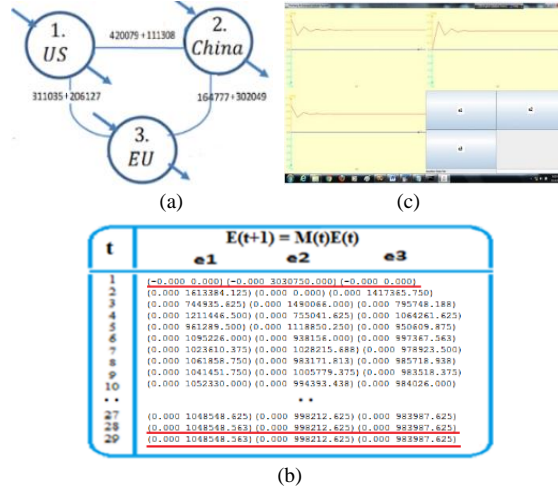 1.
US
2.
China
420079+111308
311035+206127
164777+302049
3.
EU
(a)
e1
e2
e3
(c)
t
E(t+1) = M(t)E(t)
e1 e2 e3
1 (-0.000 0.000)(-0.000 3030750.000)(-0.000 0.000)
2 (0.000 1613384.125)(0.000 0.000)(0.000 1417365.750)
3 (0.000 744935.625)(0.000 1490066.000)(0.000 795748.188)
4 (0.000 1211446.500)(0.000 755041.625)(0.000 1064261.625)
5 (0.000 961289.500)(0.000 1118850.250)(0.000 950609.875)
6 (0.000 1095226.000)(0.000 938156.000)(0.000 997367.563)
7 (0.000 1023610.375)(0.000 1028215.688)(0.000 978923.500)
8 (0.000 1061858.750)(0.000 983171.813)(0.000 985718.938)
9 (0.000 1041451.750)(0.000 1005779.375)(0.000 983518.375)
10 (0.000 1052330.000)(0.000 994393.438)(0.000 984026.000)
.. ..
27 (0.000 1048548.625)(0.000 998212.625)(0.000 983987.625)
28 (0.000 1048548.563)(0.000 998212.625)(0.000 983987.625)
29 (0.000 1048548.563)(0.000 998212.625)(0.000 983987.625)
(b)